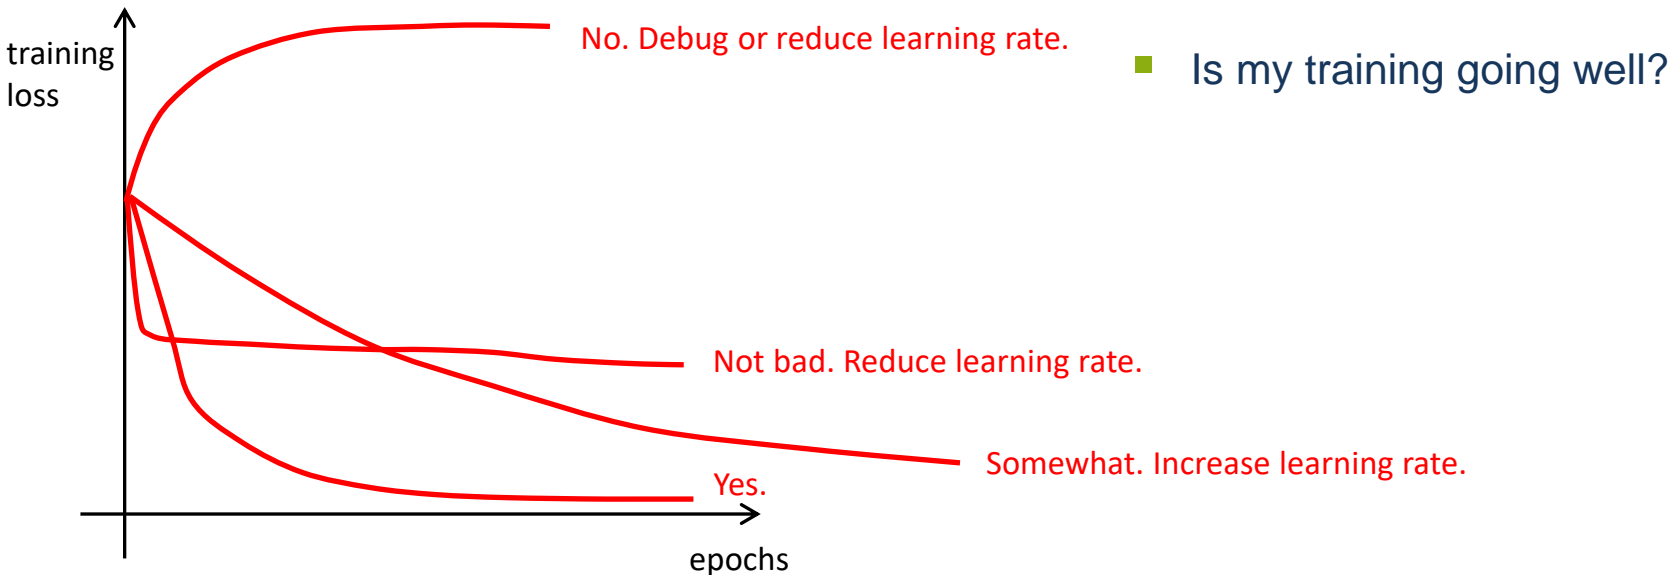 training
loss
No. Debug or reduce learning rate.
Is my training going well?
Not bad. Reduce learning rate.
Somewhat. Increase learning rate.
Yes.
epochs